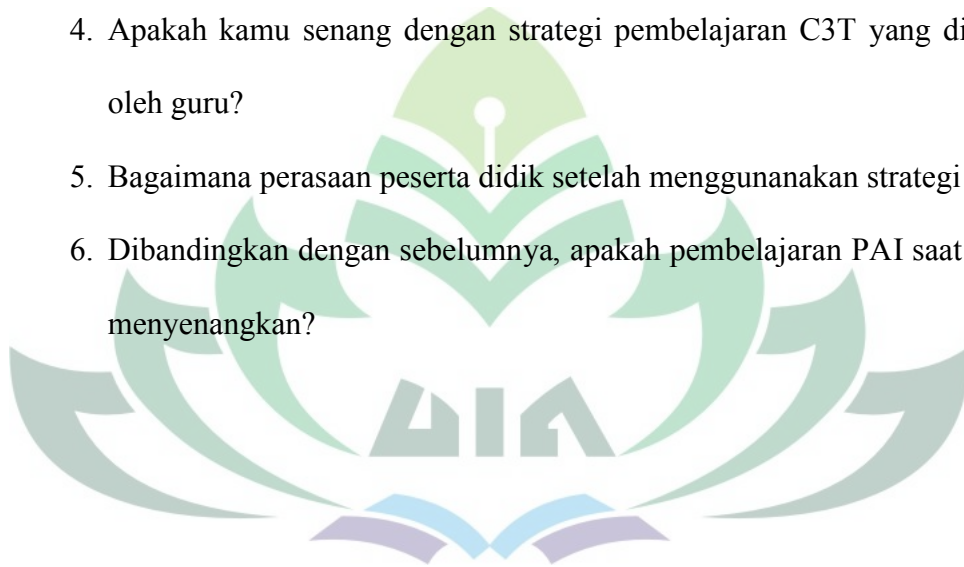 4. Apakah kamu senang dengan strategi pembelajaran C3T yang
oleh guru?
5. Bagaimana perasaan peserta didik setelah menggunanakan strategi
6. Dibandingkan dengan sebelumnya, apakah pembelajaran PAI saat
menyenangkan?
UIN